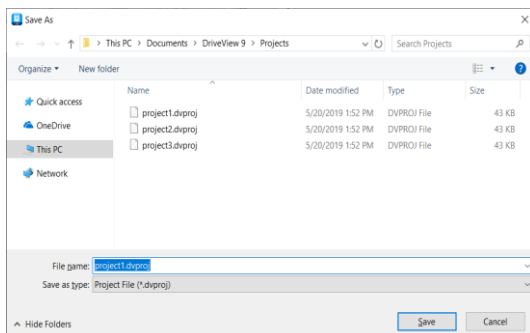 Save As
This PC > Documents > DriveView 9 > Projects
Search Projects
Organize
New folder
Name Date modified Type Size
Quick access
OneDrive
This PC
Network
project1.dvproj 5/20/2019 1:52 PM DVPROJ File 43 KB
project2.dvproj 5/20/2019 1:52 PM DVPROJ File 43 KB
project3.dvproj 5/20/2019 1:52 PM DVPROJ File 43 KB
File name: project1.dvproj
Save as type: Project File (*.dvproj)
Hide Folders
Save
Cancel